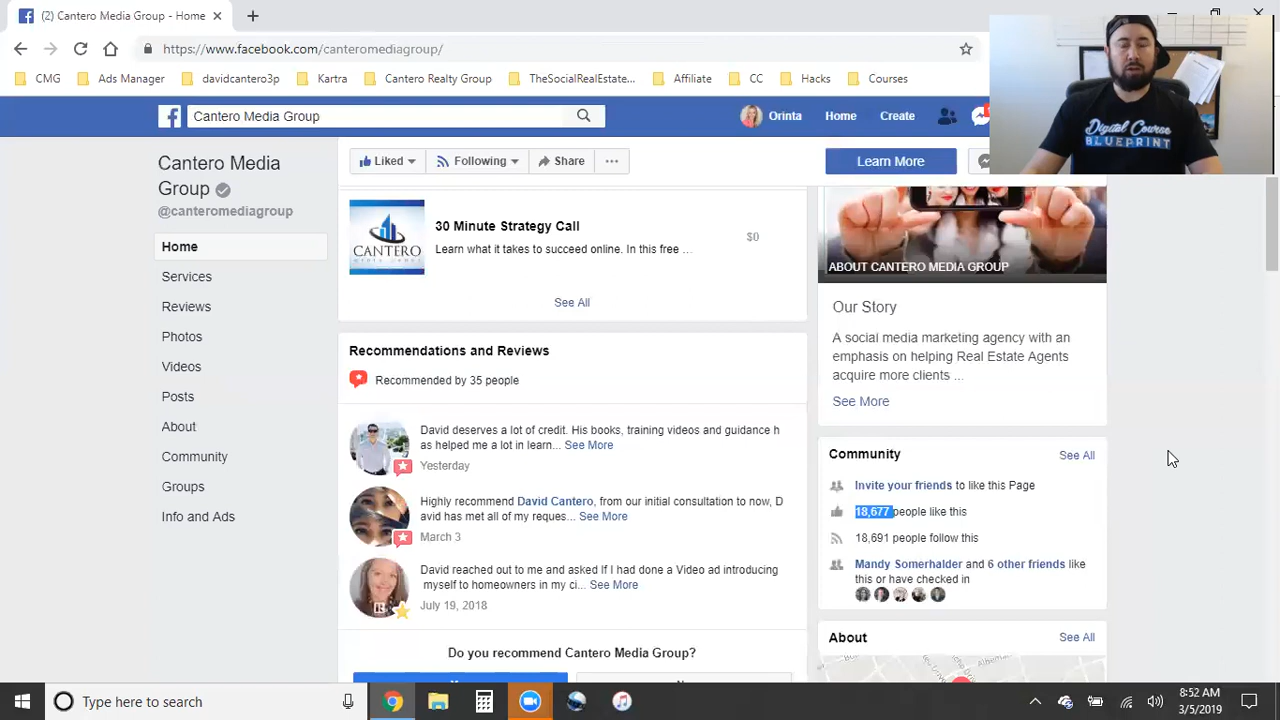 (2) Cantero Media Group - Home
https://www.facebook.com/canteromediagroup/
CMG Ads Manager davidcantero3p Kartra Cantero Realty Group TheSocialRealEstate... Affiliate CC Hacks Courses
Cantero Media Group
Orinta Home Create
Digital Course
BLUEPRINT
Cantero Media
Group
@canteromediagroup
Home
Services
Reviews
Photos
Videos
Posts
About
Community
Groups
Info and Ads
Liked Following Share ...
Learn More
CANTERO
30 Minute Strategy Call
Learn what it takes to succeed online. In this free ...
$0
See All
Recommendations and Reviews
Recommended by 35 people
David deserves a lot of credit. His books, training videos and guidance h
as helped me a lot in learn... See More
Yesterday
Highly recommend David Cantero, from our initial consultation to now, D
avid has met all of my reques... See More
March 3
David reached out to me and asked If I had done a Video ad introducing
myself to homeowners in my ci... See More
July 19, 2018
Do you recommend Cantero Media Group?
ABOUT CANTERO MEDIA GROUP
Our Story
A social media marketing agency with an
emphasis on helping Real Estate Agents
acquire more clients ...
See More
Community
See All
Invite your friends to like this Page
18,677 people like this
18,691 people follow this
Mandy Somerhalder and 6 other friends like
this or have checked in
About
See All
Type here to search
8:52 AM
3/5/2019